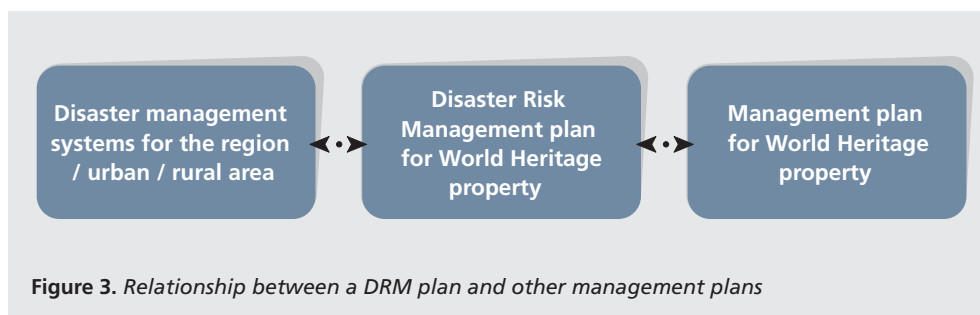 Disaster management
systems for the region
/ urban / rural area
Disaster Risk
Management plan
for World Heritage
property
Management plan
for World Heritage
property
Figure 3. Relationship between a DRM plan and other management plans